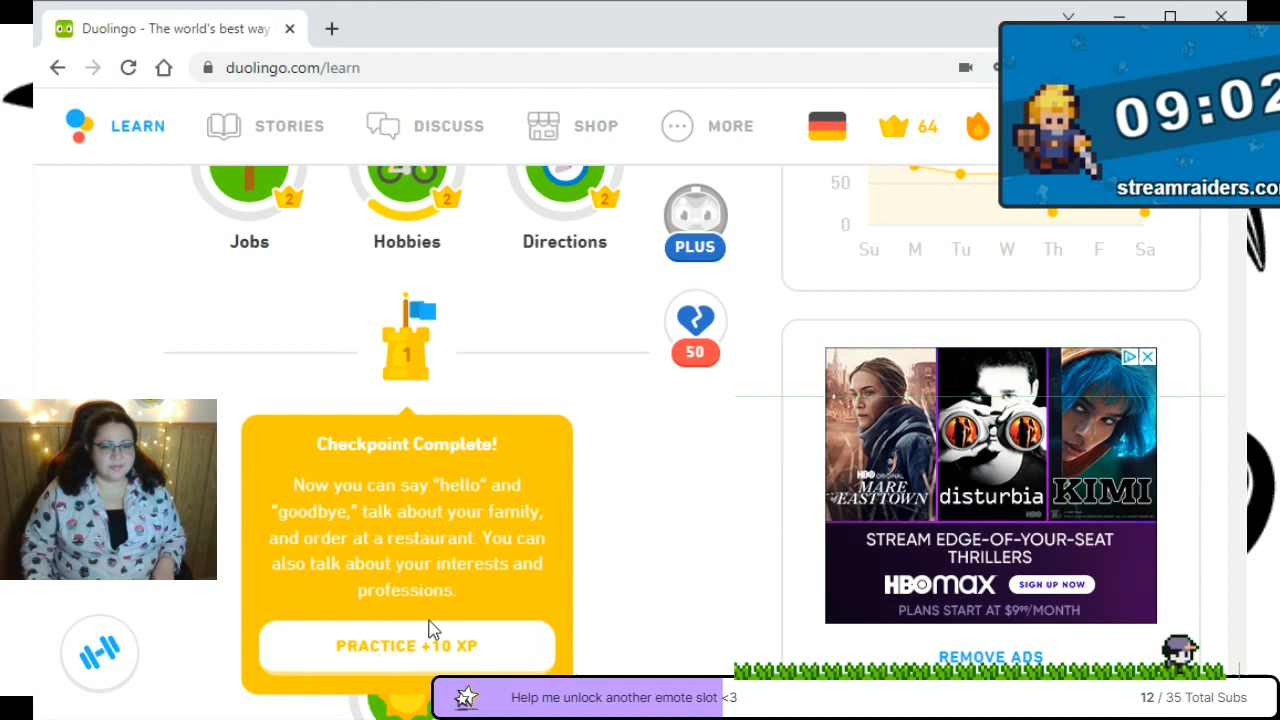 Duolingo - The world's best way
duolingo.com/learn
LEARN
STORIES
DISCUSS
SHOP
MORE
64
09:02
streamraiders.co
2
2
2
Jobs
Hobbies
Directions
PLUS
50
50
0
Su M Tu W Th F Sa
1
Checkpoint Complete!
Now you can say "hello" and
"goodbye," talk about your family,
and order at a restaurant. You can
also talk about your interests and
professions.
PRACTICE +10 XP
HBO ORIGINAL
MARE
EASTTOWN
disturbia
HBO
KIMI
STREAM EDGE-OF-YOUR-SEAT
THRILLERS
HBOMAX
SIGN UP NOW
PLANS START AT $9⁹⁹/MONTH
REMOVE ADS
Help me unlock another emote slot <3
12 / 35 Total Subs